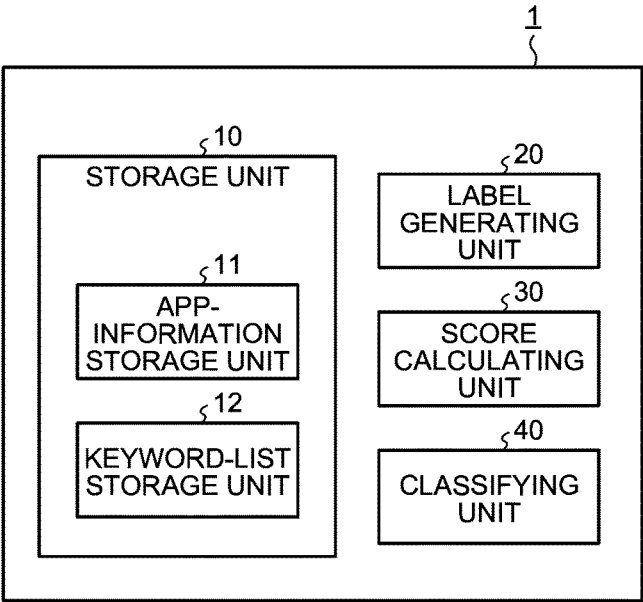 1
10
STORAGE UNIT
11
APP-
INFORMATION
STORAGE UNIT
12
KEYWORD-LIST
STORAGE UNIT
20
LABEL
GENERATING
UNIT
30
SCORE
CALCULATING
UNIT
40
CLASSIFYING
UNIT